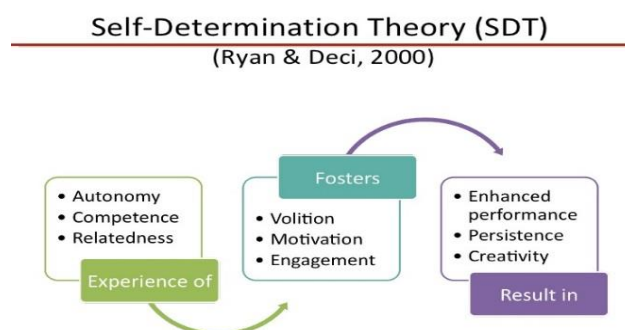 Self-Determination Theory (SDT)
(Ryan & Deci, 2000)
• Autonomy
• Competence
• Relatedness
Experience of
Fosters
• Volition
• Motivation
• Engagement
• Enhanced
performance
• Persistence
• Creativity
Result in